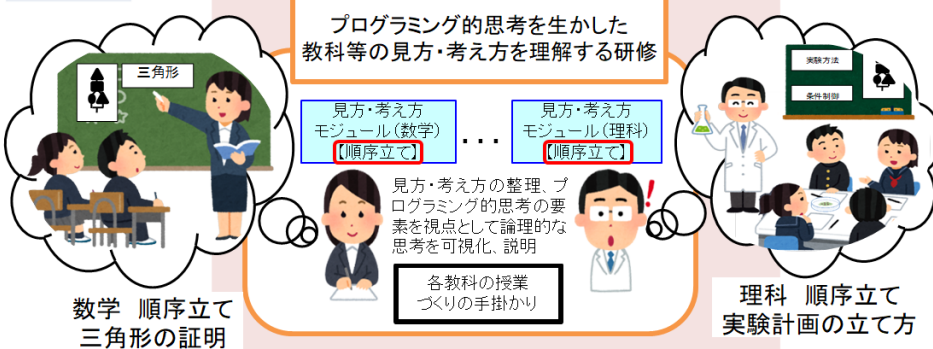 プログラミング的思考を生かした
教科等の見方・考え方を理解する研修
三角形
見方・考え方
モジュール(数学)
【順序立て】
・・・
見方・考え方
モジュール(理科)
【順序立て】
実験方法
条件制御
見方・考え方の整理、プ
ログラミング的思考の要
素を視点として論理的な
思考を可視化、説明
各教科の授業
づくりの手掛かり
数学 順序立て
三角形の証明
理科 順序立て
実験計画の立て方